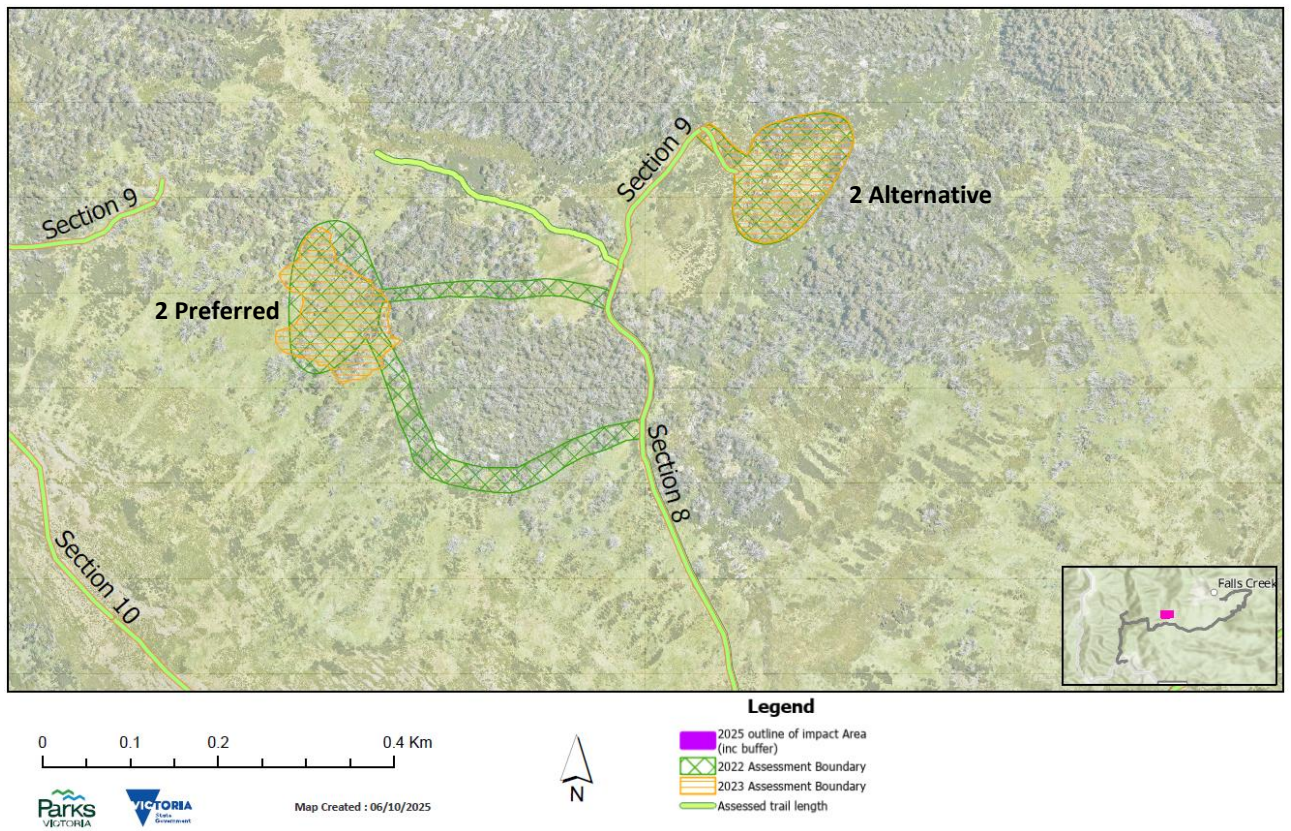 Section 9
Section 9
2 Alternative
2 Preferred
Section 8
Section 10
Falls Creek
Legend
0 0.1 0.2 0.4 Km
2025 outline of impact Area
(inc buffer)
2022 Assessment Boundary
2023 Assessment Boundary
Assessed trail length
N
Parks
VICTORIA
VICTORIA
State
Government
Map Created : 06/10/2025